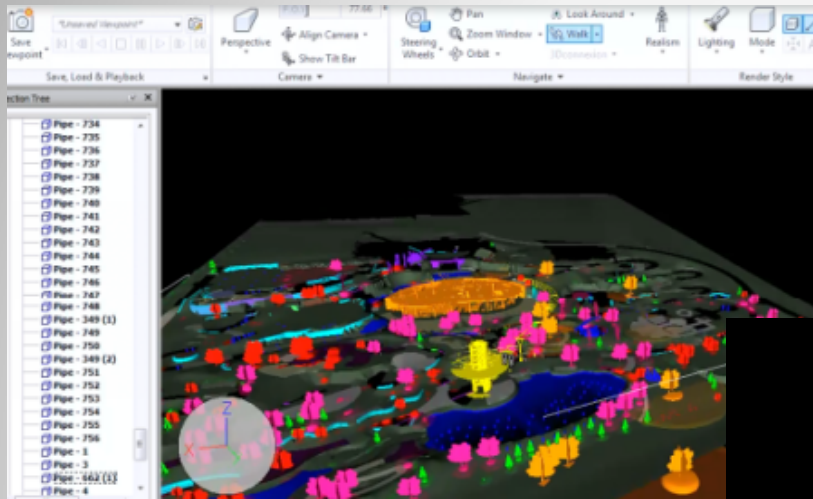 *Unsaved Viewpoint*
F.O.V.
77.66
Pan
Look Around
Save
ewpoint
Perspective
Align Camera
Steering
Wheels
Zoom Window
Walk
Realism
Lighting
Mode
Show Tilt Bar
Orbit
3Dconnexion
Save, Load & Playback
Camera
Navigate
Render Style
ection Tree
Pipe - 734
Pipe - 735
Pipe - 736
Pipe - 737
Pipe - 738
Pipe - 739
Pipe - 740
Pipe - 741
Pipe - 742
Pipe - 743
Pipe - 744
Pipe - 745
Pipe - 746
Pipe - 747
Pipe - 748
Pipe - 349 (1)
Pipe - 749
Pipe - 750
Pipe - 349 (2)
Pipe - 751
Pipe - 752
Pipe - 753
Pipe - 754
Pipe - 755
Pipe - 756
Pipe - 1
Pipe - 3
Pipe - 662 (1)
Pipe - 4
Z
X
Y